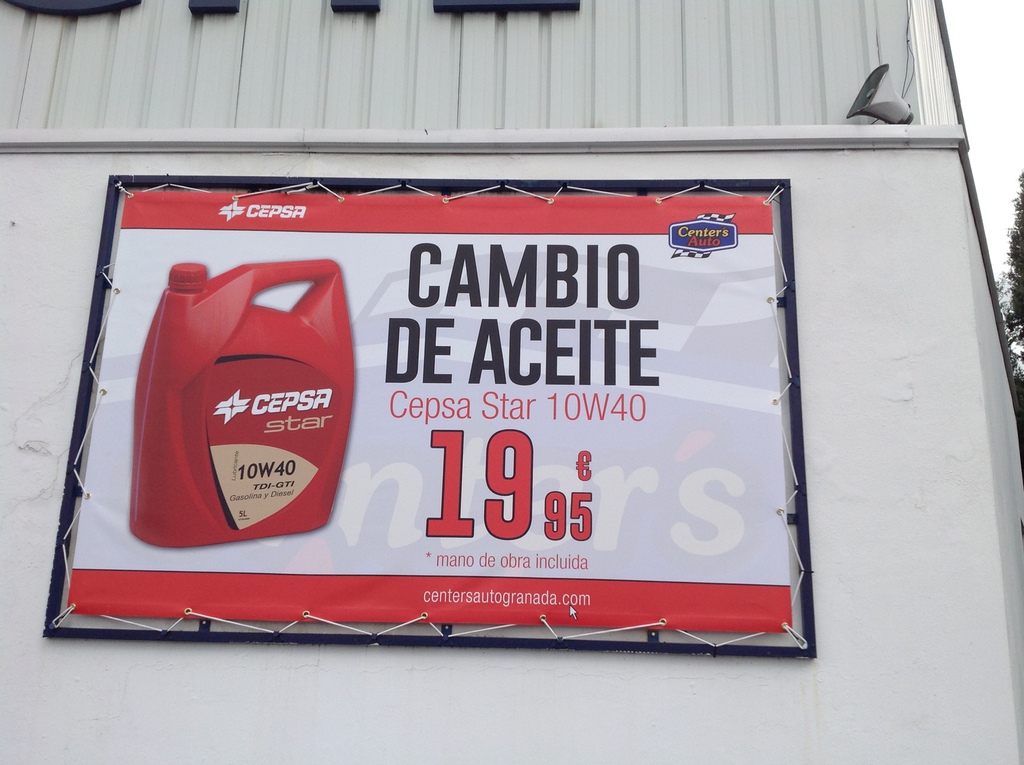 CEPSA
Center's
Auto
CAMBIO
DE ACEITE
Cepsa Star 10W40
19 € 95
* mano de obra incluida
centersautogranada.com
CEPSA
star
Lubricante
10W40
TDI-GTI
Gasolina y Diesel
5L